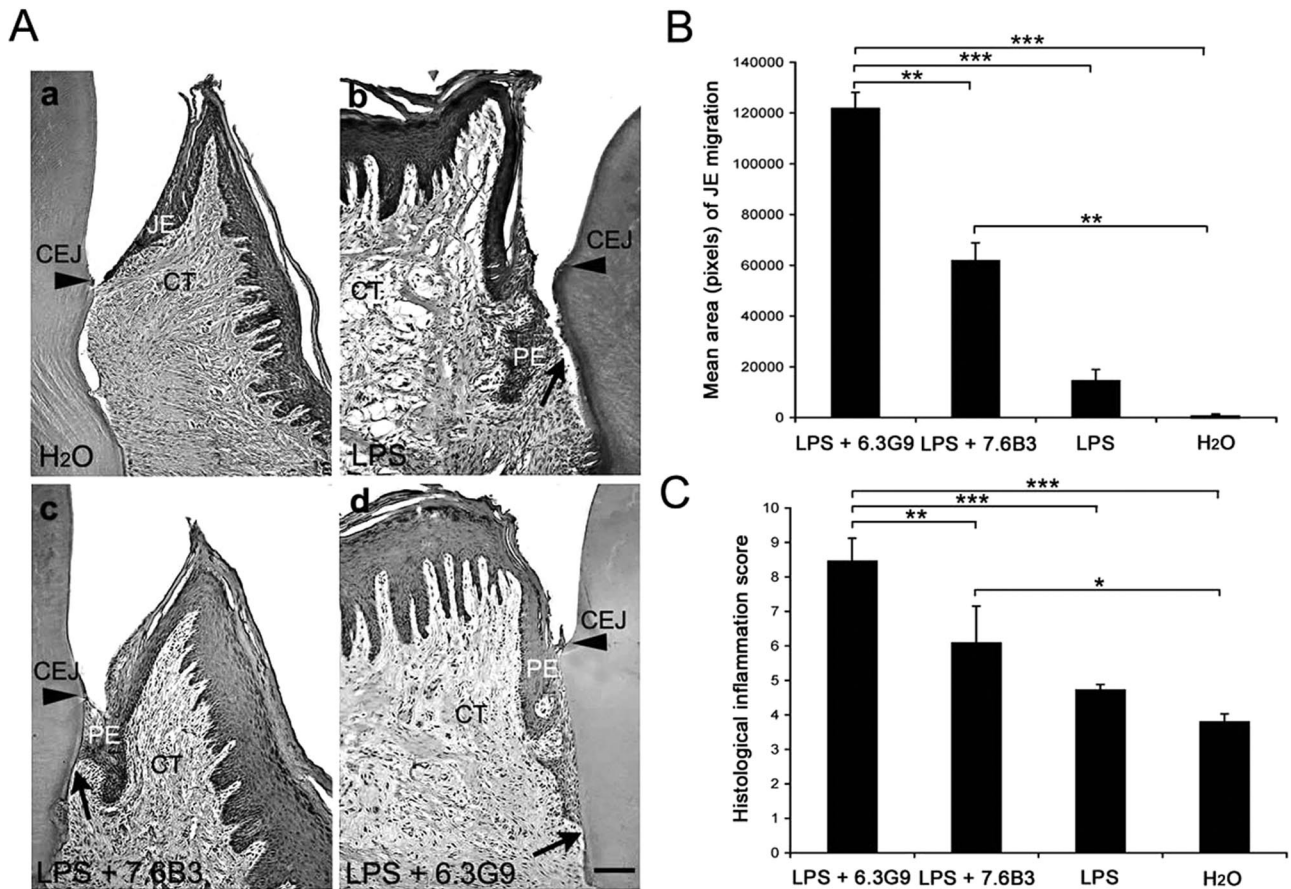 A
a
JE
CEJ
CT
H2O
b
CEJ
CT
PE
LPS
c
CEJ
PE
CT
LPS + 7.6B3
d
CEJ
PE
CT
LPS + 6.3G9
B
Mean area (pixels) of JE migration
140000
120000
100000
80000
60000
40000
20000
0
***
***
**
**
LPS + 6.3G9 LPS + 7.6B3 LPS H2O
C
Histological inflammation score
10
9
8
7
6
5
4
3
2
1
0
***
***
**
*
LPS + 6.3G9 LPS + 7.6B3 LPS H2O